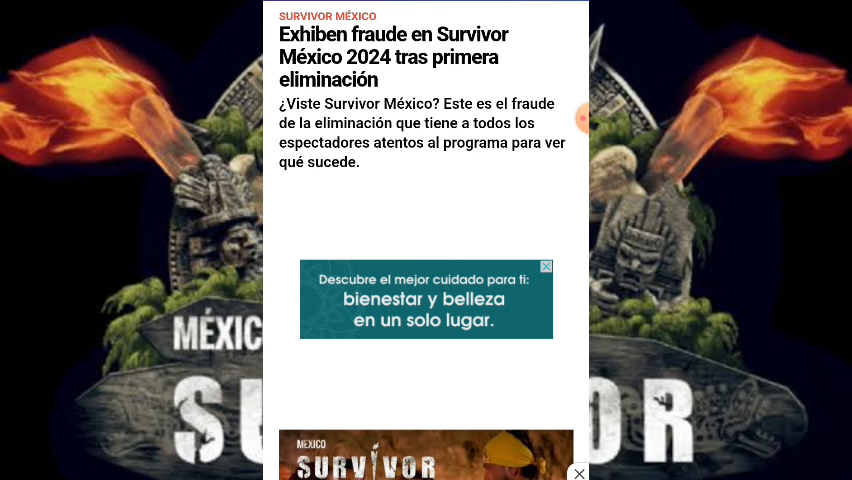 SURVIVOR MÉXICO
Exhiben fraude en Survivor
México 2024 tras primera
eliminación
¿Viste Survivor México? Este es el fraude
de la eliminación que tiene a todos los
espectadores atentos al programa para ver
qué sucede.
Descubre el mejor cuidado para ti:
bienestar y belleza
en un solo lugar.
MÉXIC
SU
OR
MEXICO
SURVIVOR